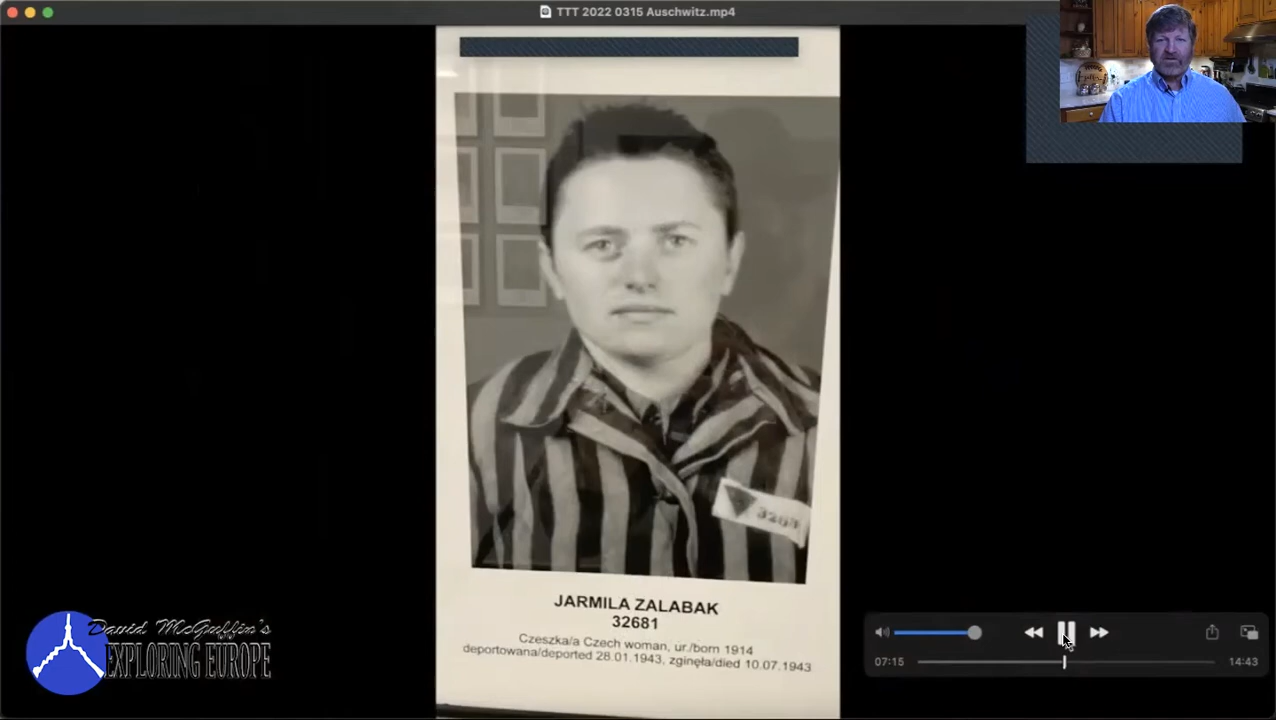 TTT 2022 0315 Auschwitz.mp4
JARMILA ZALABAK
32681
Czeszka/a Czech woman, ur./born 1914
deportowana/deported 28.01.1943, zginęła/died 10.07.1943
David McGuffin's
EXPLORING EUROPE
07:15
14:43